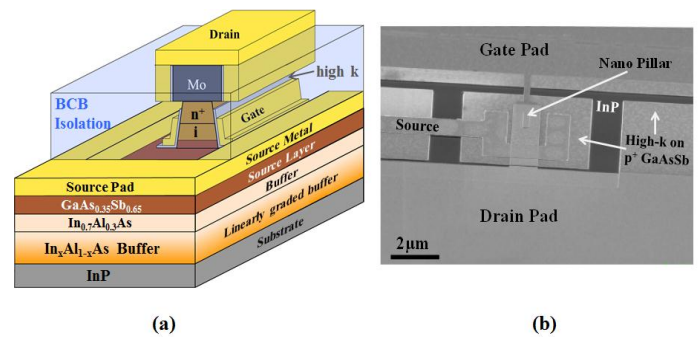 Drain
Mo
high k
BCB
Isolation
n⁺
i
Gate
Source Metal
Source Layer
Buffer
Linearly graded buffer
Substrate
Source Pad
GaAs₀.₃₅Sb₀.₆₅
In₀.₇Al₀.₃As
InₓAl₁₋ₓAs Buffer
InP
(a)
Gate Pad
Nano Pillar
InP
Source
High-k on
p⁺ GaAsSb
Drain Pad
2µm
(b)